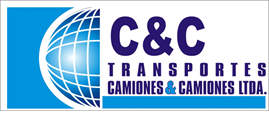 C&C
TRANSPORTES
CAMIONES & CAMIONES LTDA.